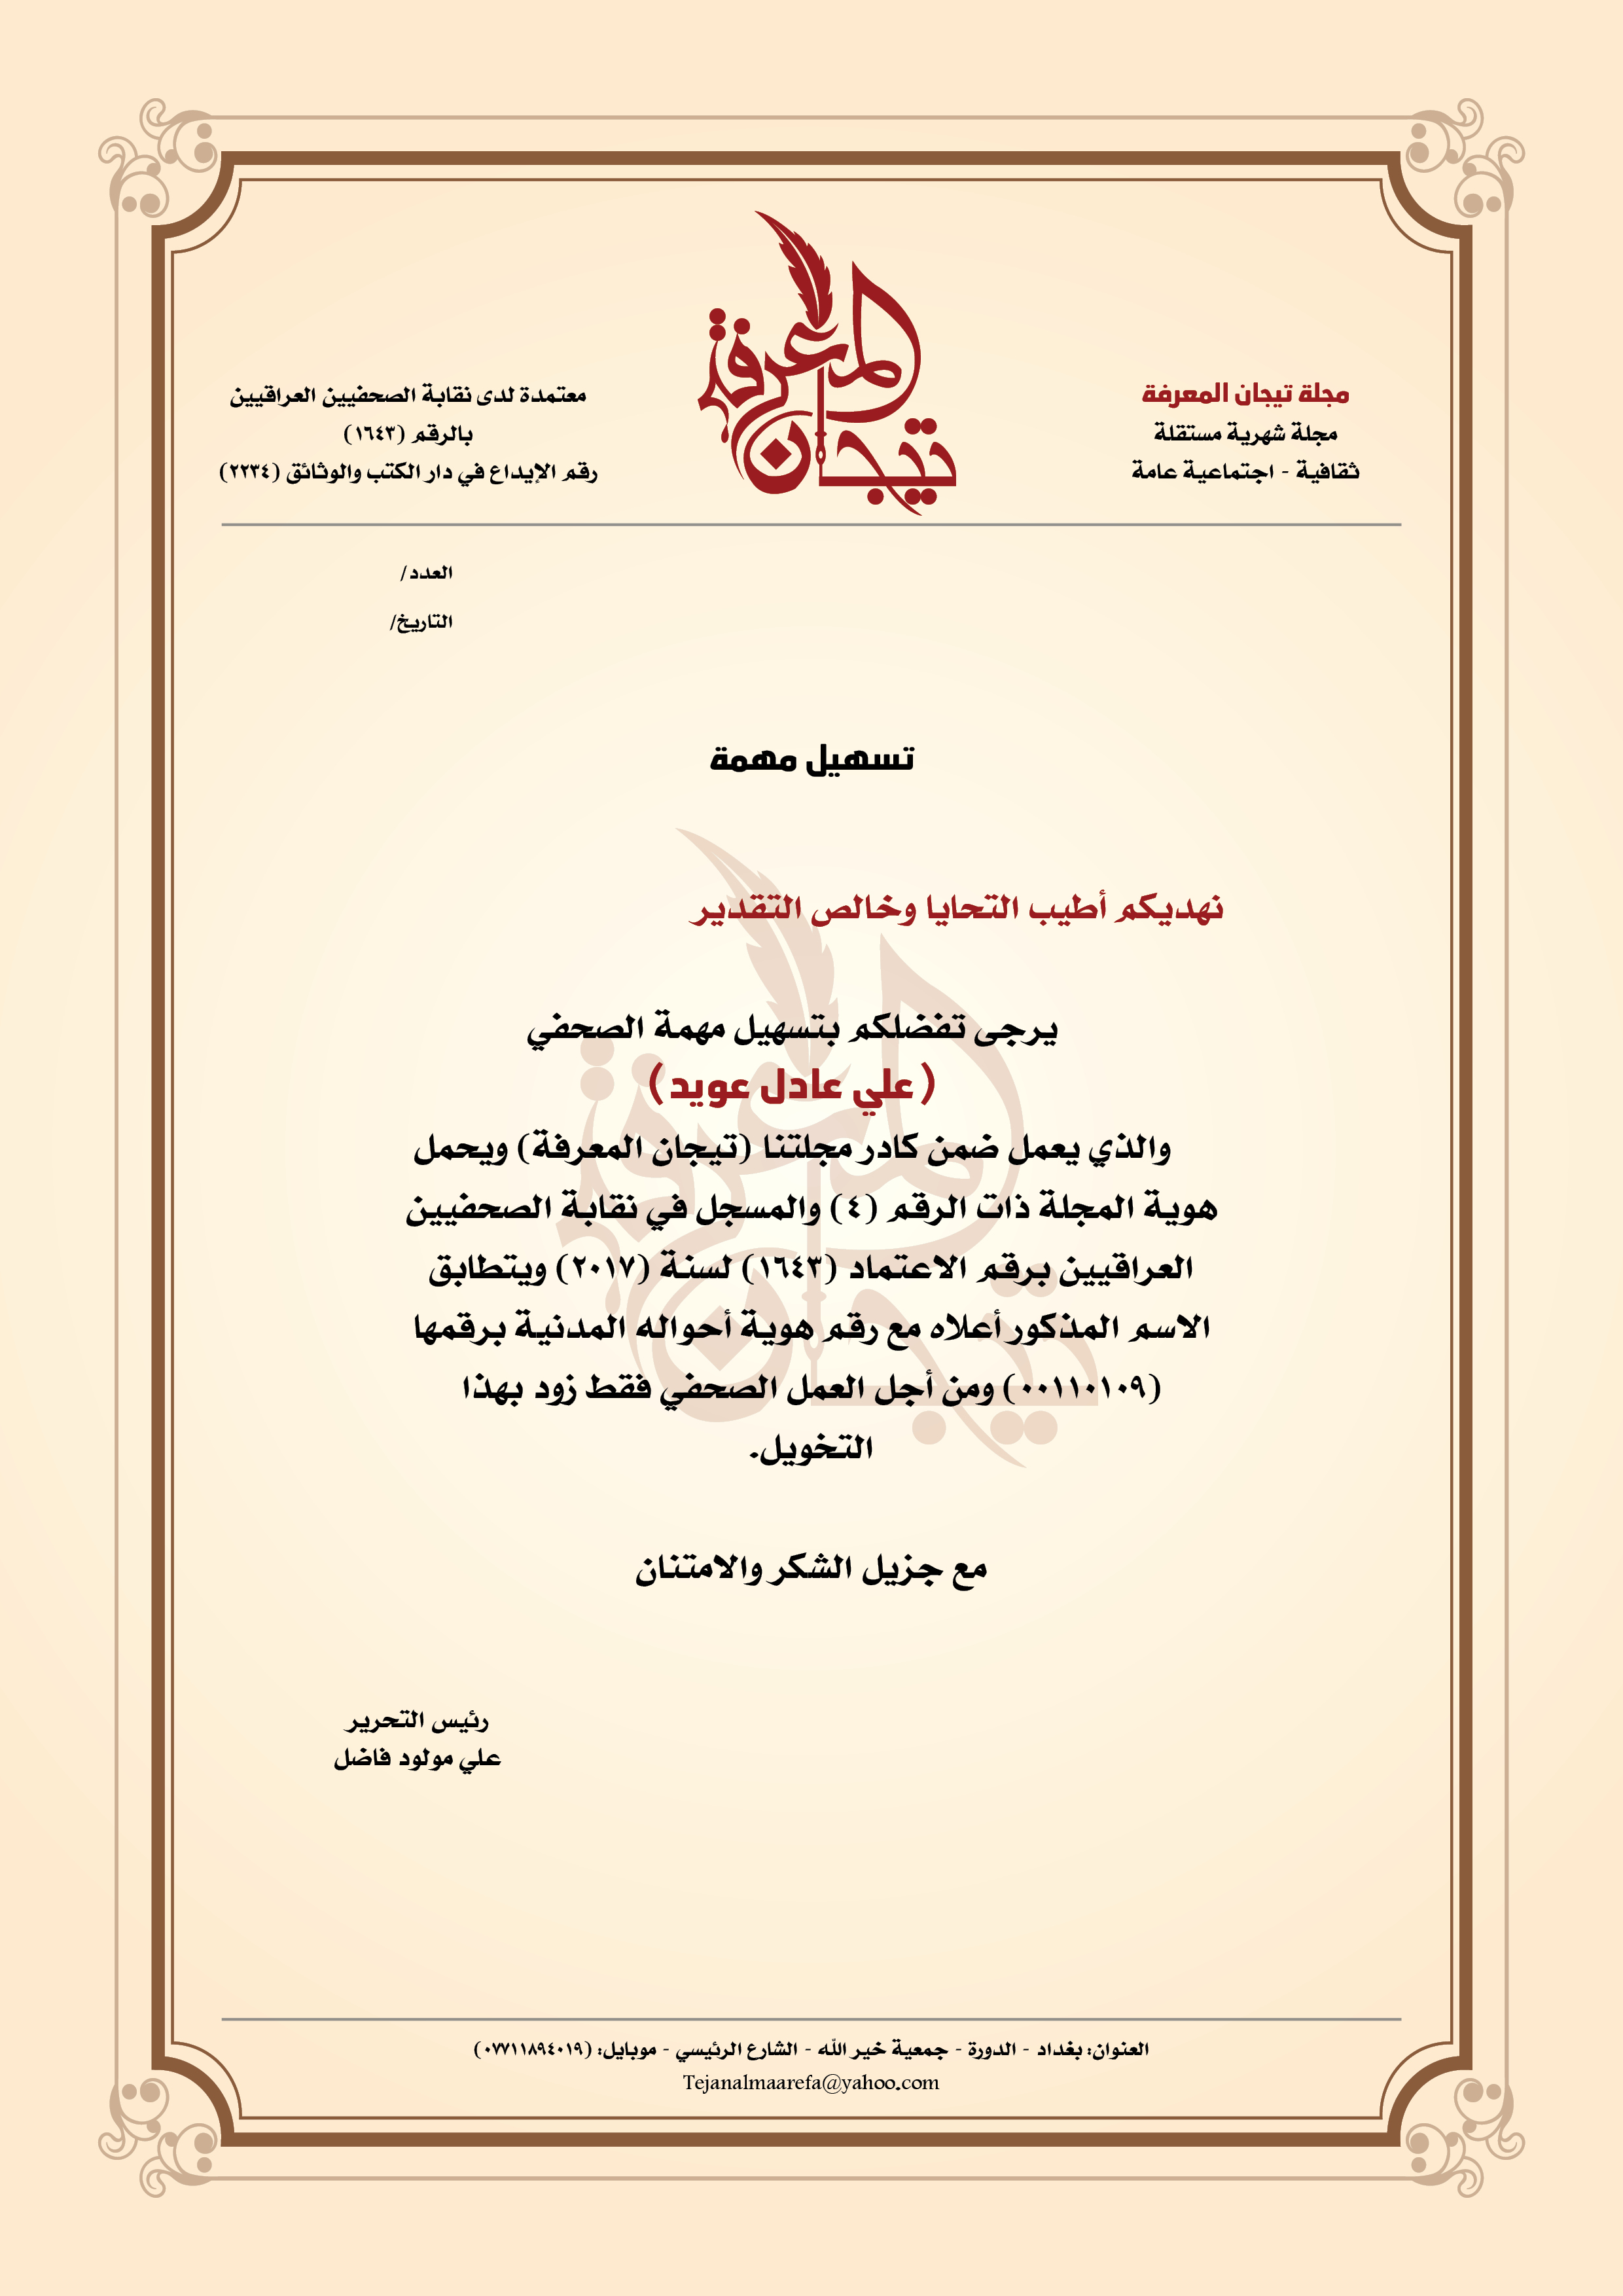 مجلة تيجان المعرفة
مجلة شهرية مستقلة
ثقافية - اجتماعية عامة
تيجان المعرفة
معتمدة لدى نقابة الصحفيين العراقيين
بالرقم (١٦٤٣)
رقم الإيداع في دار الكتب والوثائق (٢٢٣٤)
العدد/
التاريخ/
تسهيل مهمة
نهديكم أطيب التحايا وخالص التقدير
يرجى تفضلكم بتسهيل مهمة الصحفي
(علي عادل عويد)
والذي يعمل ضمن كادر مجلتنا (تيجان المعرفة) ويحمل
هوية المجلة ذات الرقم (٤) والمسجل في نقابة الصحفيين
العراقيين برقم الاعتماد (١٦٤٣) لسنة (٢٠١٧) ويتطابق
الاسم المذكور أعلاه مع رقم هوية أحواله المدنية برقمها
(٠٠١١٠١٠٩) ومن أجل العمل الصحفي فقط زود بهذا
التخويل.
مع جزيل الشكر والامتنان
رئيس التحرير
علي مولود فاضل
العنوان: بغداد - الدورة - جمعية خير الله - الشارع الرئيسي - موبايل: (٠٧٧١١٨٩٤٠١٩)
Tejanalmaarefa@yahoo.com